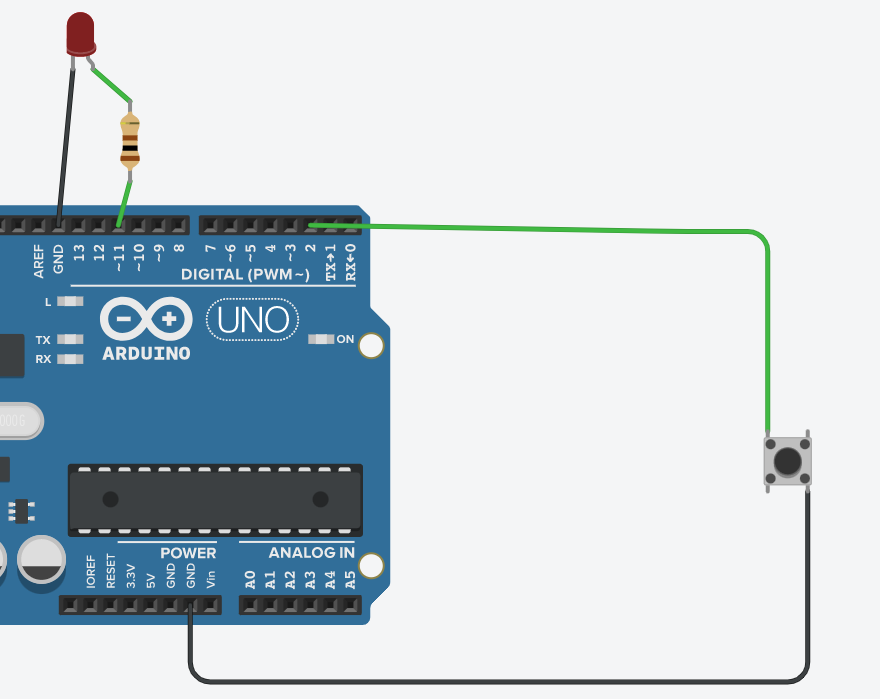 AREF
GND
13
12
~11
~10
~9
8
7
~6
~5
4
~3
2
TX→1
RX←0
DIGITAL (PWM~)
L
TX
RX
UNO
ON
ARDUINO
POWER
ANALOG IN
IOREF
RESET
3.3V
5V
GND
GND
Vin
A0
A1
A2
A3
A4
A5